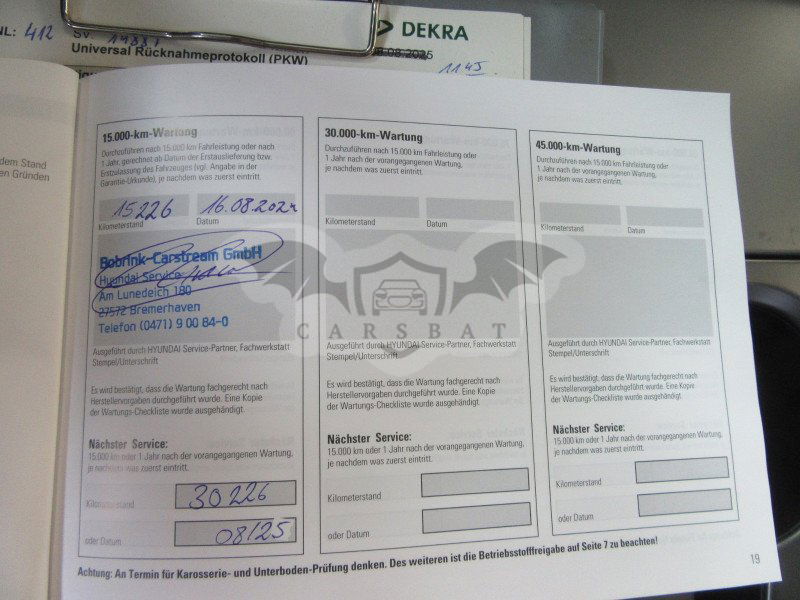 NL: 412
SV:
DEKRA
Universal Rücknahmeprotokoll (PKW)
1145
dem Stand
en Gründen
15.000-km-Wartung
Durchzuführen nach 15.000 km Fahrleistung oder nach
1 Jahr, gerechnet ab Datum der Erstauslieferung bzw.
Erstzulassung des Fahrzeuges (vgl. Angabe in der
Garantie-Urkunde), je nachdem was zuerst eintritt.
15226 16.08.2024
Kilometerstand Datum
Bobrink-Carstream GmbH
Hyundai Service
Am Lunedeich 180
27572 Bremerhaven
Telefon (0471) 9 00 84-0
Ausgeführt durch HYUNDAI Service-Partner, Fachwerkstatt
Stempel/Unterschrift
Es wird bestätigt, dass die Wartung fachgerecht nach
Herstellervorgaben durchgeführt wurde. Eine Kopie
der Wartungs-Checkliste wurde ausgehändigt.
Nächster Service:
15.000 km oder 1 Jahr nach der vorangegangenen Wartung,
je nachdem was zuerst eintritt.
Kilometerstand 30226
oder Datum 08/25
30.000-km-Wartung
Durchzuführen nach 15.000 km Fahrleistung oder
1 Jahr nach der vorangegangenen Wartung,
je nachdem was zuerst eintritt.
Kilometerstand Datum
Ausgeführt durch HYUNDAI Service-Partner, Fachwerkstatt
Stempel/Unterschrift
Es wird bestätigt, dass die Wartung fachgerecht nach
Herstellervorgaben durchgeführt wurde. Eine Kopie
der Wartungs-Checkliste wurde ausgehändigt.
Nächster Service:
15.000 km oder 1 Jahr nach der vorangegangenen Wartung,
je nachdem was zuerst eintritt.
Kilometerstand
oder Datum
45.000-km-Wartung
Durchzuführen nach 15.000 km Fahrleistung oder
1 Jahr nach der vorangegangenen Wartung,
je nachdem was zuerst eintritt.
Kilometerstand Datum
Ausgeführt durch HYUNDAI Service-Partner, Fachwerkstatt
Stempel/Unterschrift
Es wird bestätigt, dass die Wartung fachgerecht nach
Herstellervorgaben durchgeführt wurde. Eine Kopie
der Wartungs-Checkliste wurde ausgehändigt.
Nächster Service:
15.000 km oder 1 Jahr nach der vorangegangenen Wartung,
je nachdem was zuerst eintritt.
Kilometerstand
oder Datum
CARSBAT
Achtung: An Termin für Karosserie- und Unterboden-Prüfung denken. Des weiteren ist die Betriebsstofffreigabe auf Seite 7 zu beachten!
19